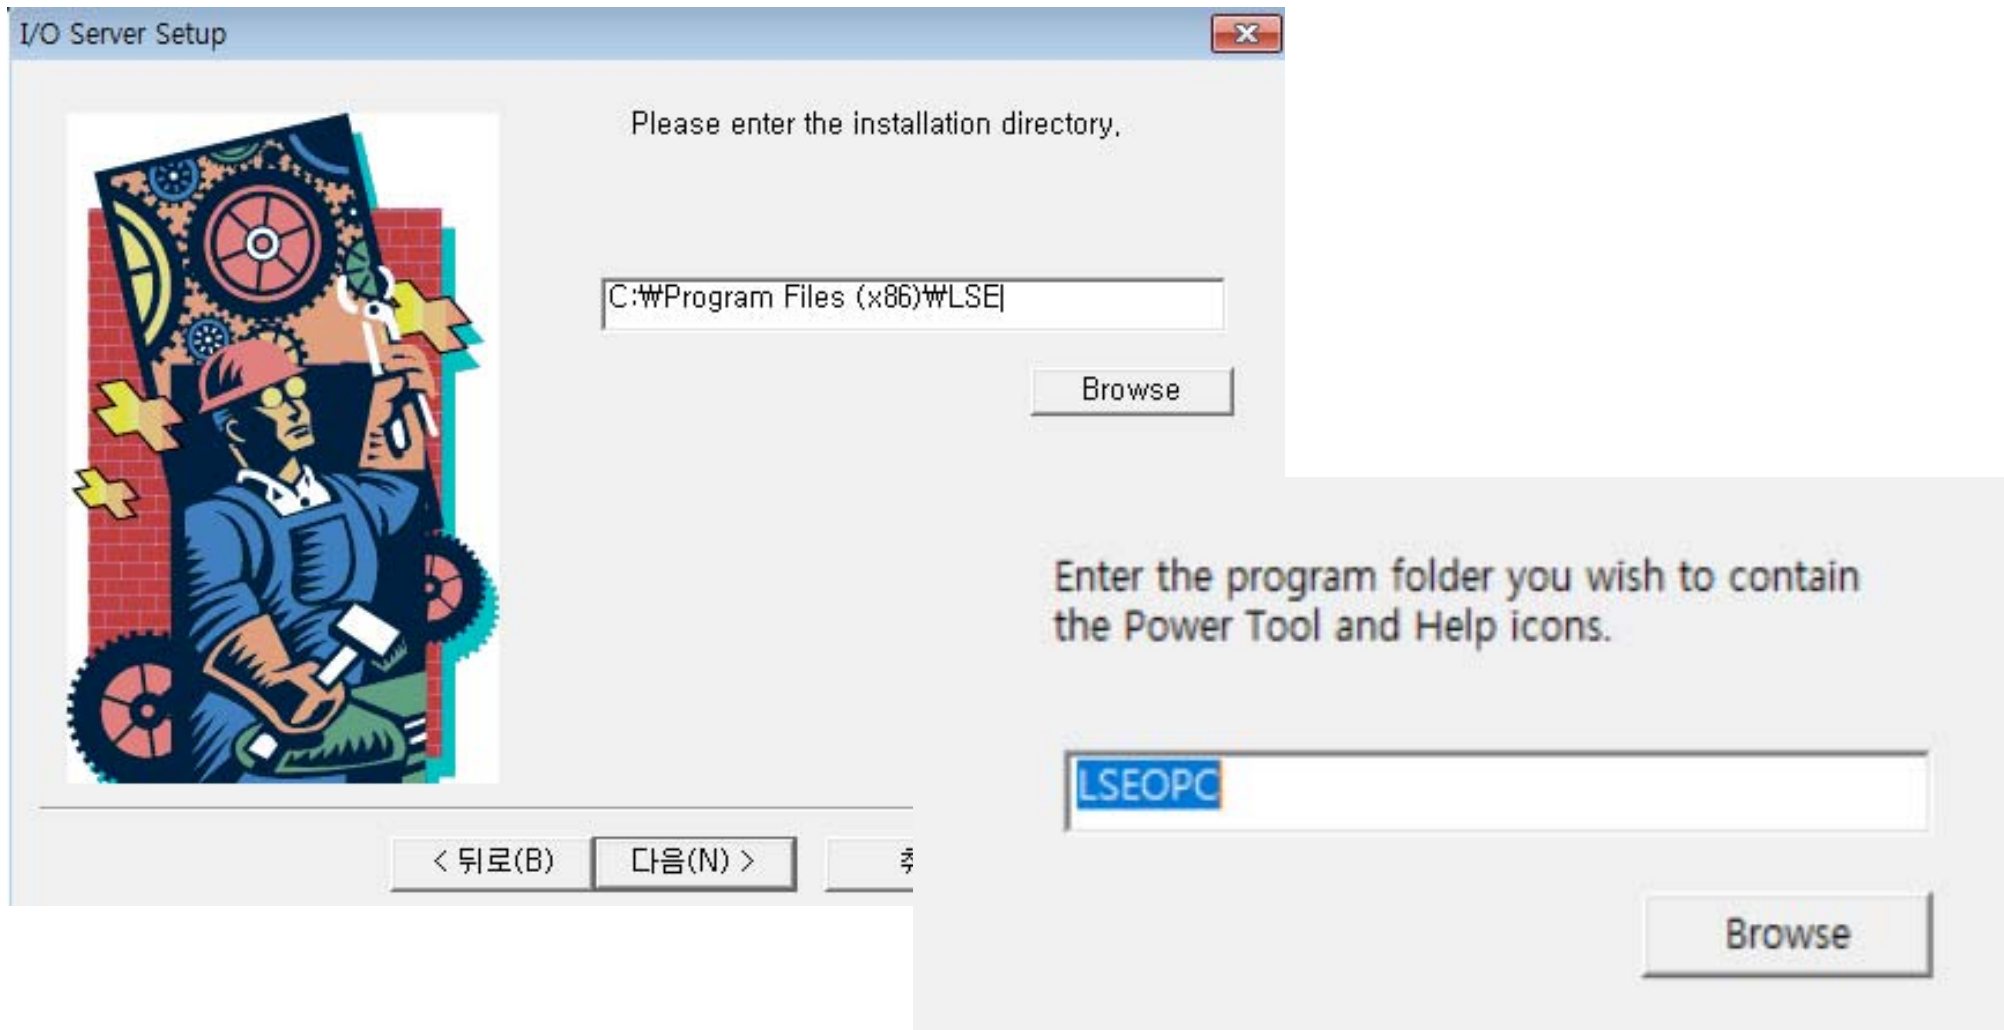 I/O Server Setup
Please enter the installation directory.
C:₩Program Files (x86)₩LSE
Browse
< 뒤로(B)
다음(N) >
Enter the program folder you wish to contain
the Power Tool and Help icons.
LSEOPC
Browse